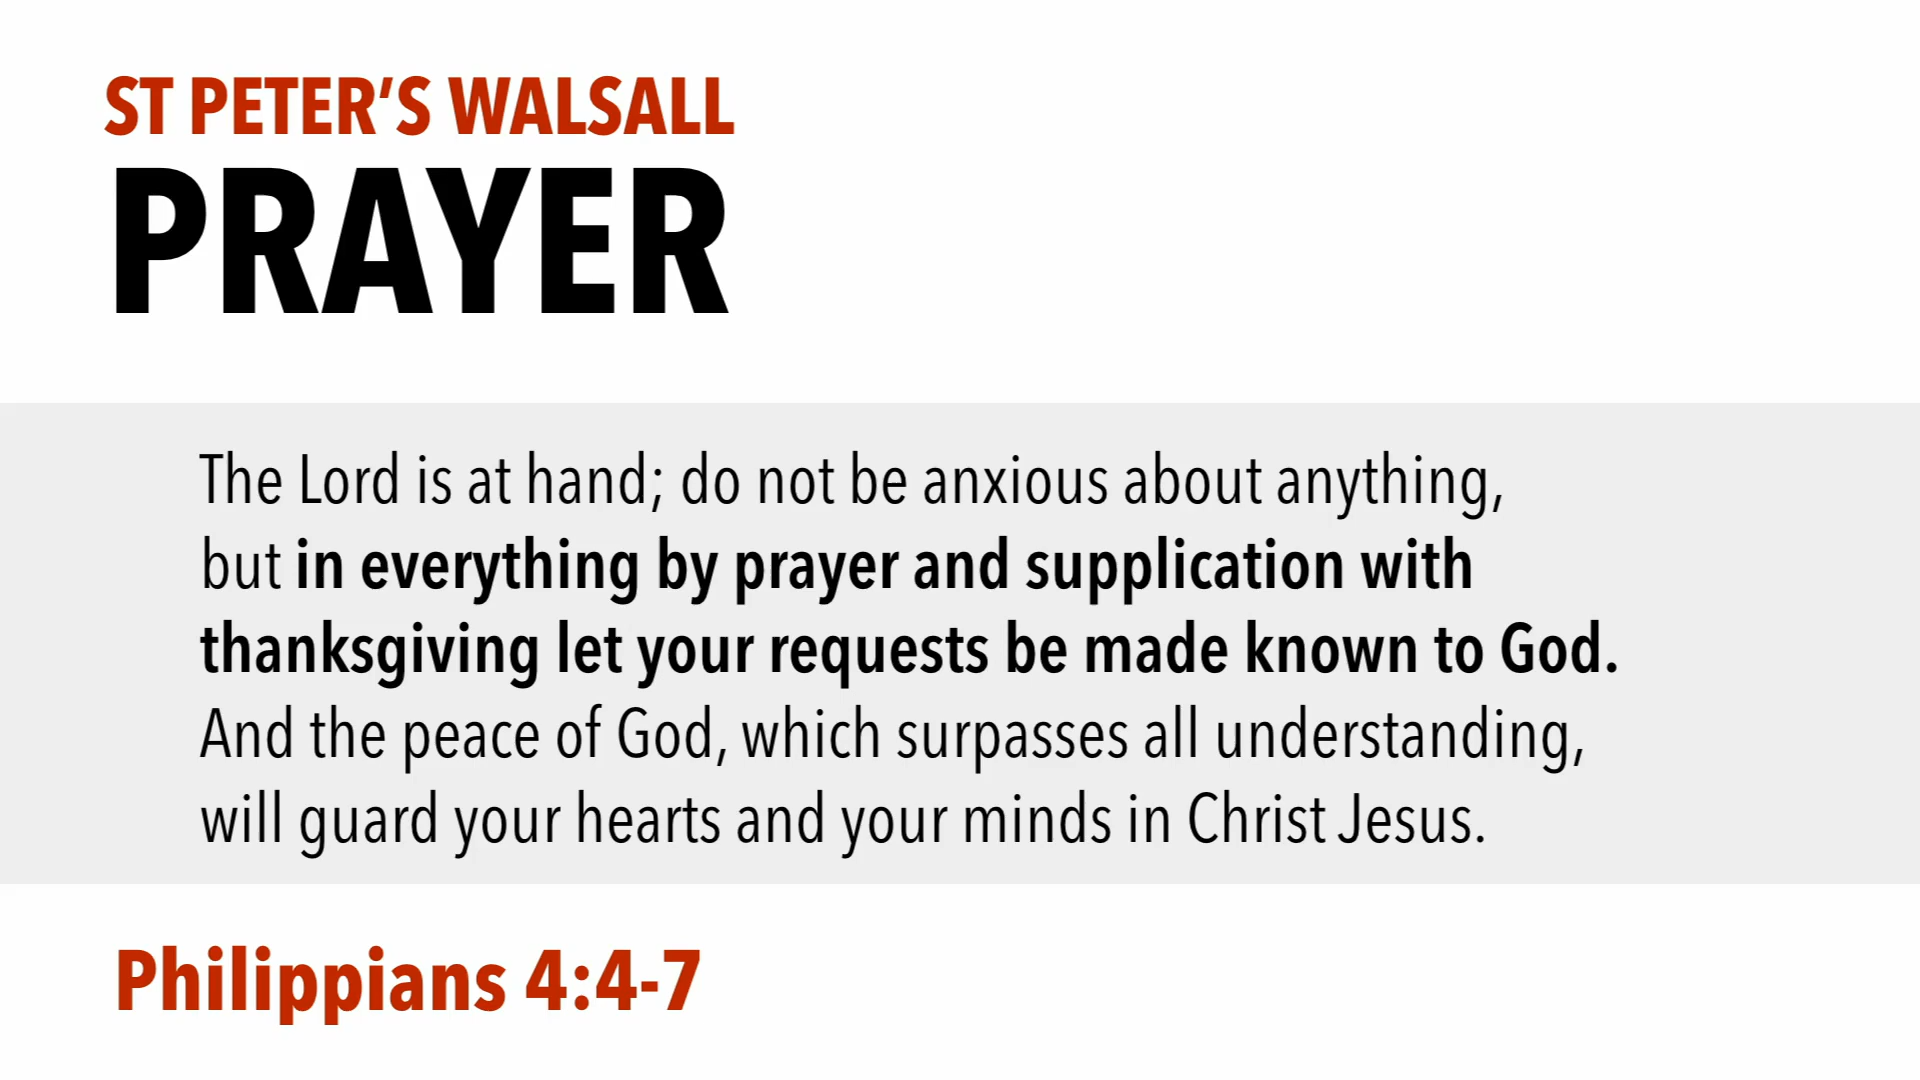 ST PETER’S WALSALL
PRAYER
The Lord is at hand; do not be anxious about anything,
but in everything by prayer and supplication with
thanksgiving let your requests be made known to God.
And the peace of God, which surpasses all understanding,
will guard your hearts and your minds in Christ Jesus.
Philippians 4:4-7